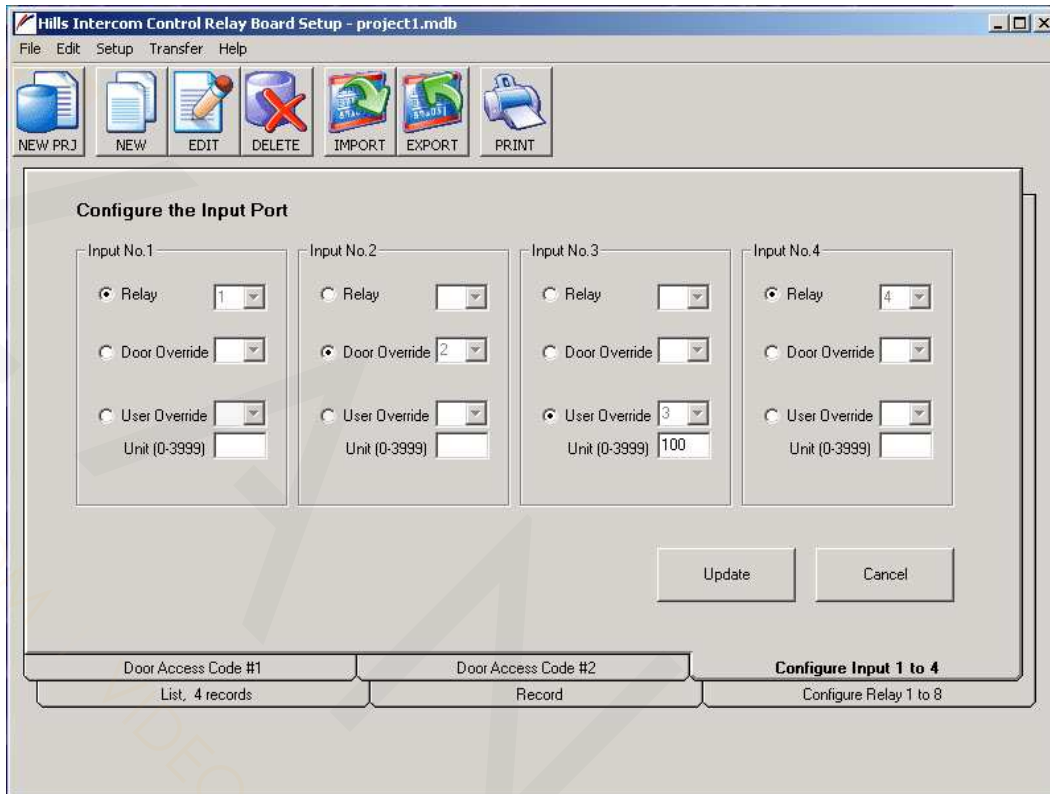 Hills Intercom Control Relay Board Setup - project1.mdb
File Edit Setup Transfer Help
NEW PRJ NEW EDIT DELETE IMPORT EXPORT PRINT
Configure the Input Port
Input No.1 Input No.2 Input No.3 Input No.4
Relay 1 Relay Relay Relay 4
Door Override Door Override 2 Door Override Door Override
User Override User Override User Override 3 User Override
Unit (0-3999) Unit (0-3999) Unit (0-3999) 100 Unit (0-3999)
Update Cancel
Door Access Code #1 Door Access Code #2 Configure Input 1 to 4
List, 4 records Record Configure Relay 1 to 8
VIDEO